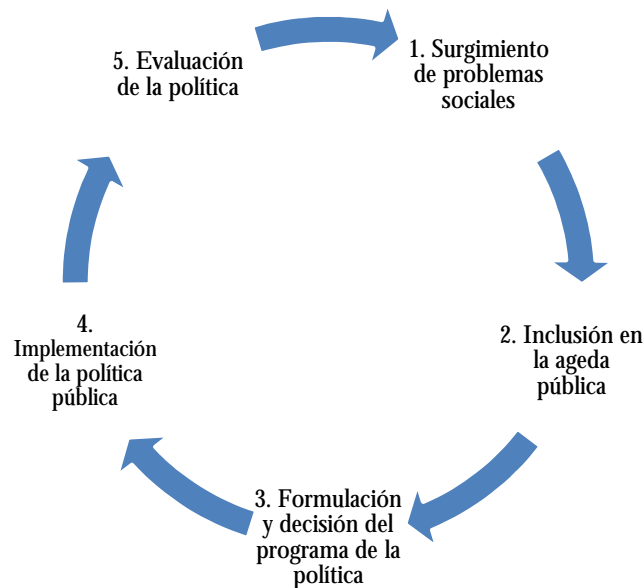 1. Surgimiento
de problemas
sociales
2. Inclusión en
la ageda
pública
3. Formulación
y decisión del
programa de la
política
4.
Implementación
de la política
pública
5. Evaluación
de la política